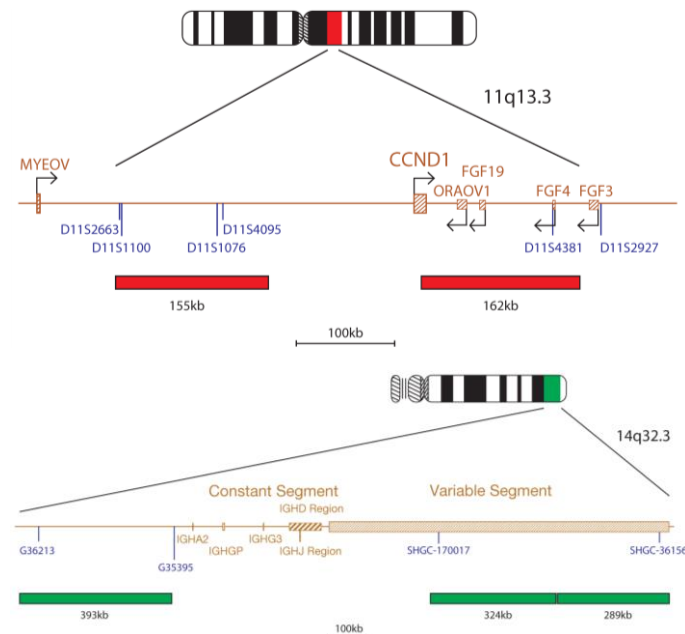 11q13.3
MYEOV
CCND1
FGF19
ORAOV1
FGF4
FGF3
D11S2663
D11S4095
D11S4381
D11S2927
D11S1100
D11S1076
155kb
162kb
100kb
14q32.3
Constant Segment
Variable Segment
IGHD Region
IGHA2
IGHG3
IGHGP
IGHJ Region
G36213
SHGC-170017
SHGC-36156
G35395
393kb
324kb
289kb
100kb